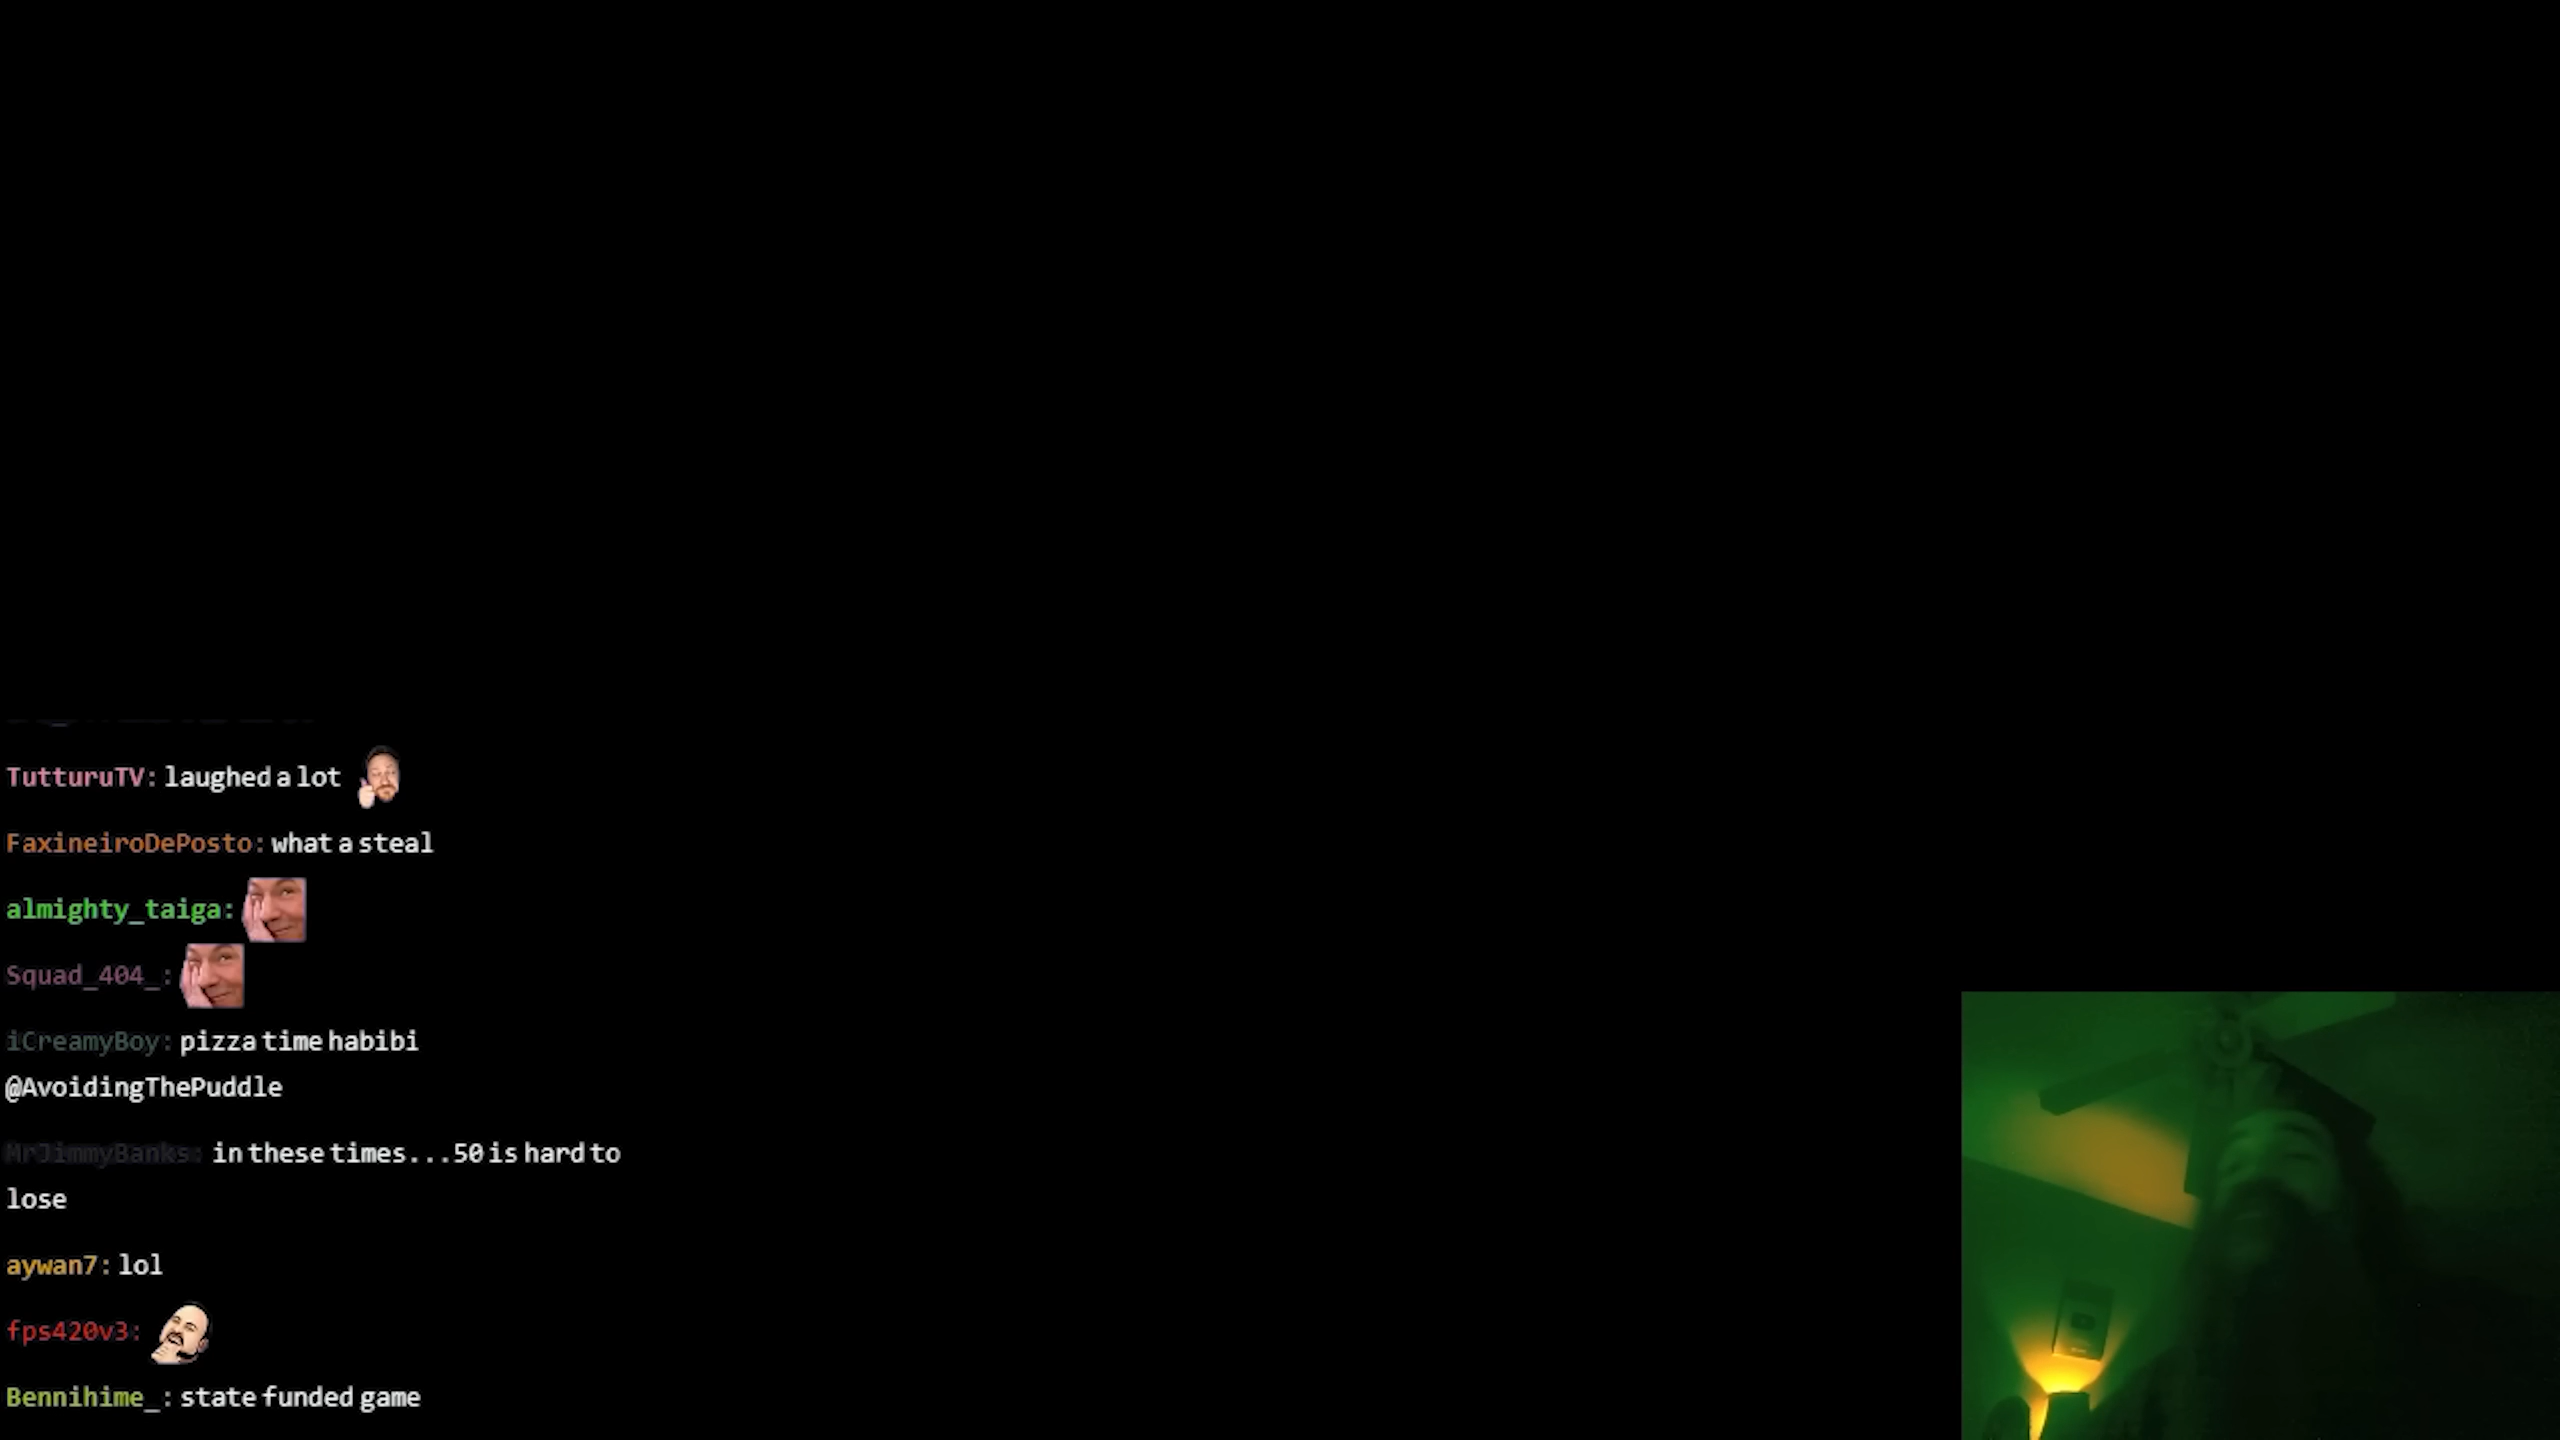 TutturuTV: laughed a lot
FaxineiroDePosto: what a steal
almighty_taiga:
Squad_404_:
iCreamyBoy: pizza time habibi
@AvoidingThePuddle
MrJimmyBanks: in these times...50 is hard to
lose
aywan7: lol
fps420v3:
Bennihime_: state funded game